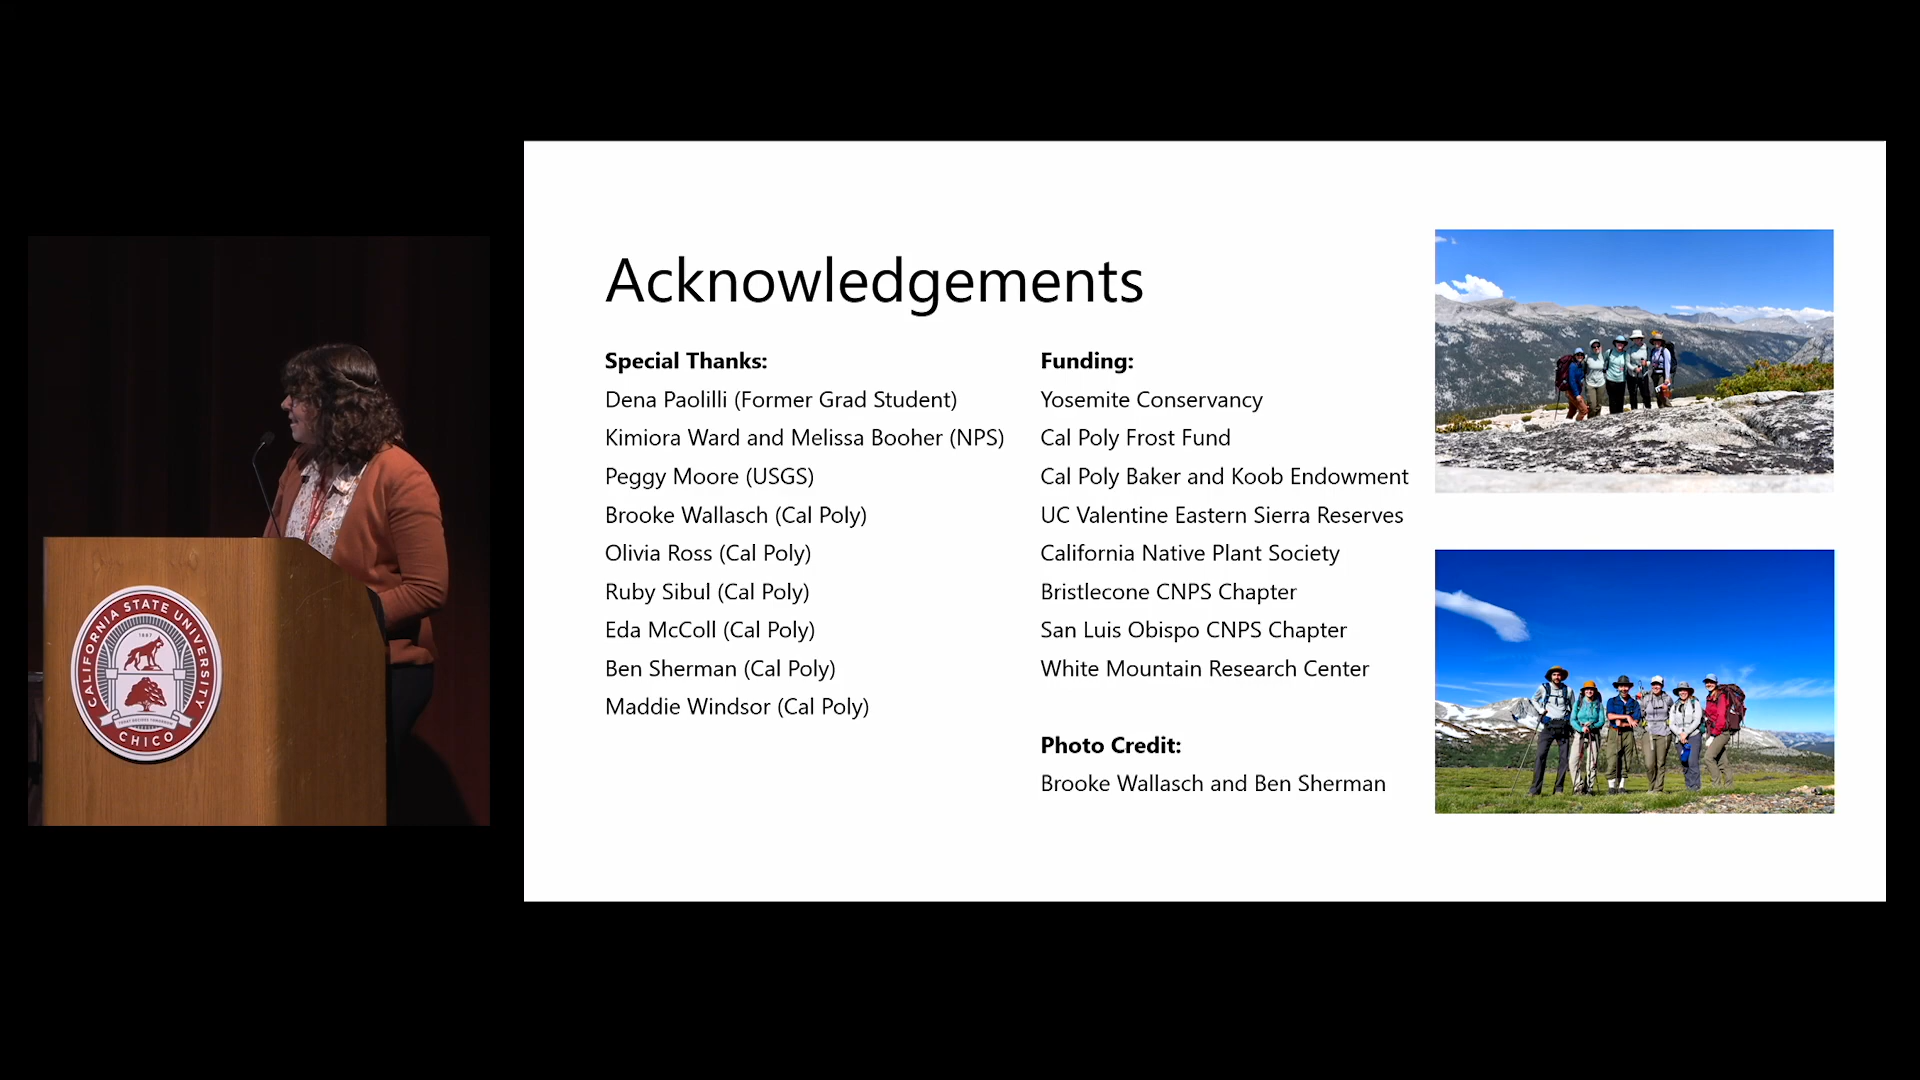 CALIFORNIA STATE UNIVERSITY
1887
TODAY DECIDES TOMORROW
CHICO
Acknowledgements
Special Thanks:
Dena Paolilli (Former Grad Student)
Kimiora Ward and Melissa Booher (NPS)
Peggy Moore (USGS)
Brooke Wallasch (Cal Poly)
Olivia Ross (Cal Poly)
Ruby Sibul (Cal Poly)
Eda McColl (Cal Poly)
Ben Sherman (Cal Poly)
Maddie Windsor (Cal Poly)
Funding:
Yosemite Conservancy
Cal Poly Frost Fund
Cal Poly Baker and Koob Endowment
UC Valentine Eastern Sierra Reserves
California Native Plant Society
Bristlecone CNPS Chapter
San Luis Obispo CNPS Chapter
White Mountain Research Center
Photo Credit:
Brooke Wallasch and Ben Sherman